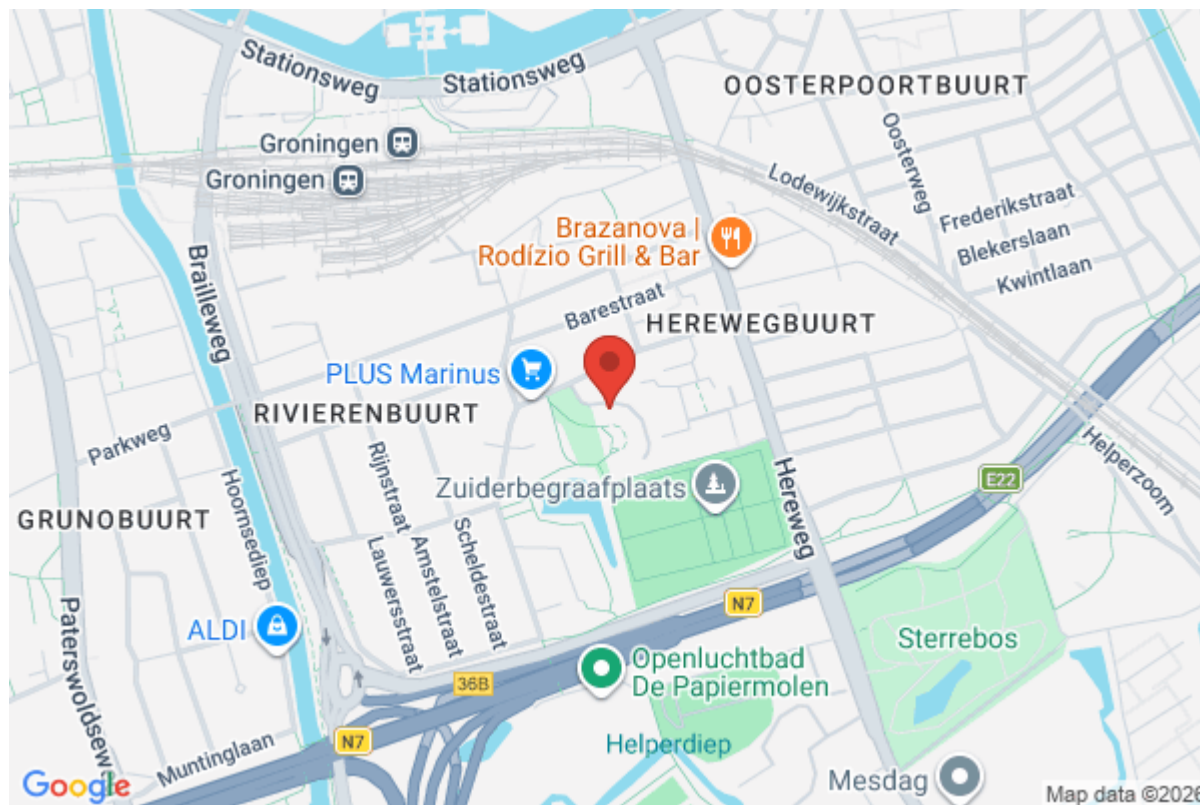 Stationsweg
Stationsweg
OOSTERPOORTBUURT
Groningen
Groningen
Oosterweg
Lodewijkstraat
Frederikstraat
Blekerslaan
Kwintlaan
Brazanova |
Rodízio Grill & Bar
Brailleweg
Barestraat
HEREWEGBUURT
PLUS Marinus
RIVIERENBUURT
Parkweg
Rijnstraat
Helperzoom
Zuiderbegraafplaats
E22
Hoornsediep
GRUNOBUURT
Hereweg
Scheldestraat
Amstelstraat
Lauwersstraat
N7
ALDI
Paterswoldsew
Sterrebos
Openluchtbad
De Papiermolen
36B
N7
Muntinglaan
Helperdiep
Mesdag
Google
Map data ©2026